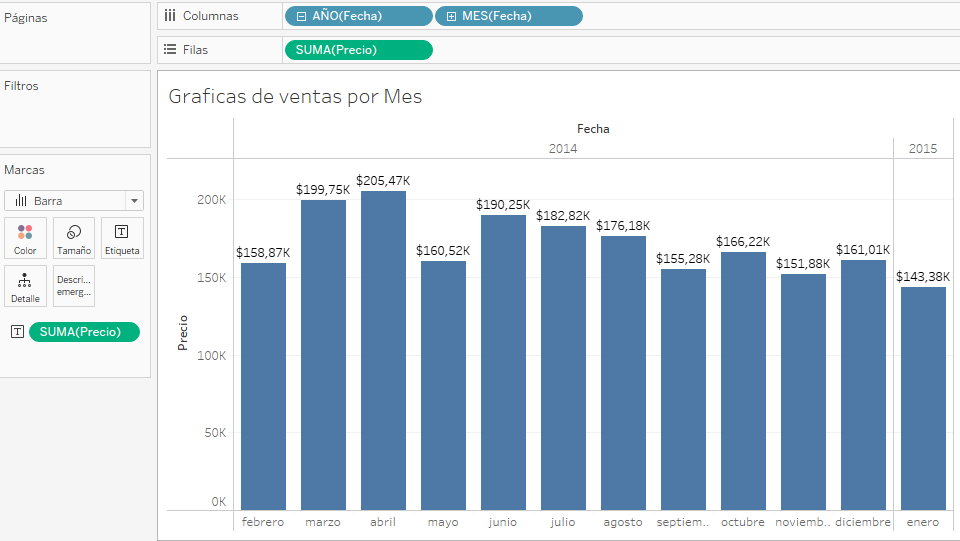 Páginas
Columnas
AÑO(Fecha)
MES(Fecha)
Filas
SUMA(Precio)
Filtros
Marcas
Barra
Color
Tamaño
Etiqueta
Detalle
Descri...
emerg...
SUMA(Precio)
Graficas de ventas por Mes
Fecha
2014
2015
Precio
200K
150K
100K
50K
0K
$158,87K
$199,75K
$205,47K
$160,52K
$190,25K
$182,82K
$176,18K
$155,28K
$166,22K
$151,88K
$161,01K
$143,38K
febrero
marzo
abril
mayo
junio
julio
agosto
septiem..
octubre
noviemb..
diciembre
enero